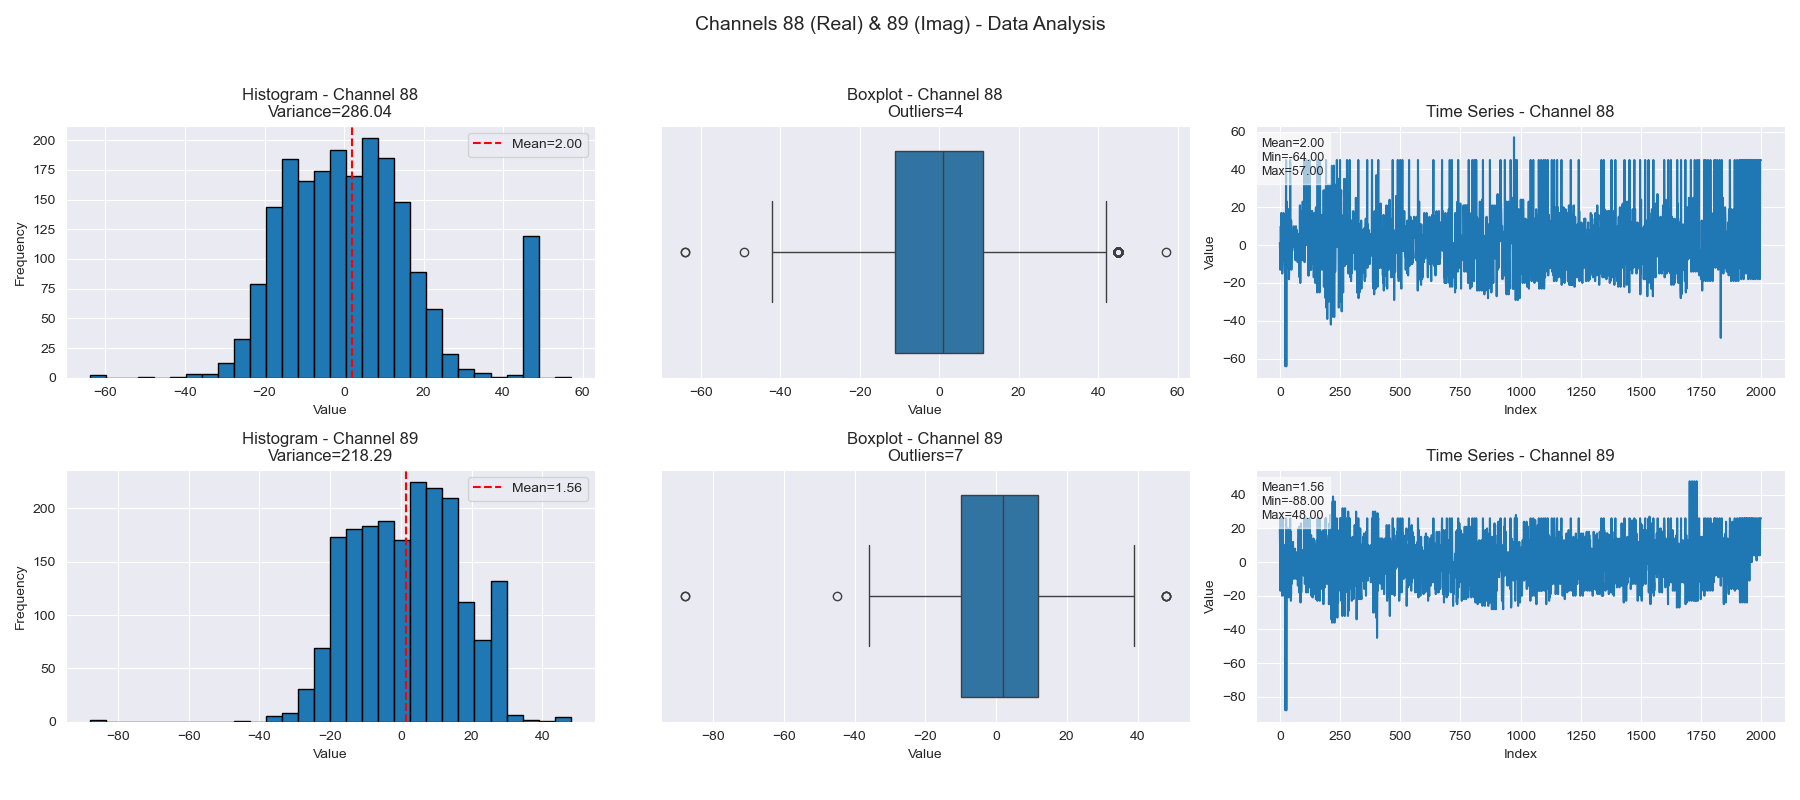 Channels 88 (Real) & 89 (Imag) - Data Analysis
Histogram - Channel 88
Variance=286.04
Mean=2.00
Frequency
200
175
150
125
100
75
50
25
0
−60 −40 −20 0 20 40 60
Value
Boxplot - Channel 88
Outliers=4
−60 −40 −20 0 20 40 60
Value
Time Series - Channel 88
Mean=2.00
Min=-64.00
Max=57.00
Value
60
40
20
0
−20
−40
−60
0 250 500 750 1000 1250 1500 1750 2000
Index
Histogram - Channel 89
Variance=218.29
Mean=1.56
Frequency
200
150
100
50
0
−80 −60 −40 −20 0 20 40
Value
Boxplot - Channel 89
Outliers=7
−80 −60 −40 −20 0 20 40
Value
Time Series - Channel 89
Mean=1.56
Min=-88.00
Max=48.00
Value
40
20
0
−20
−40
−60
−80
0 250 500 750 1000 1250 1500 1750 2000
Index